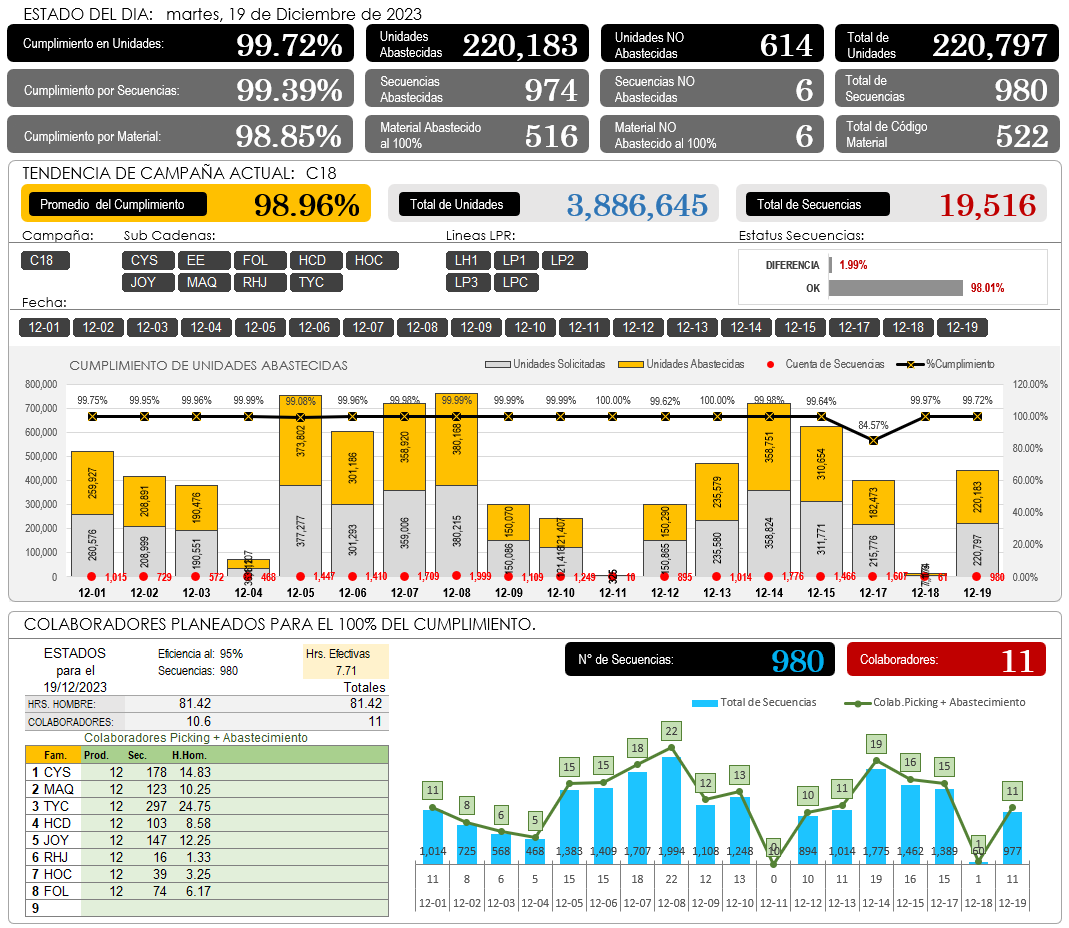 ESTADO DEL DIA: martes, 19 de Diciembre de 2023
Cumplimiento en Unidades: 99.72%
Unidades Abastecidas 220,183
Unidades NO Abastecidas 614
Total de Unidades 220,797
Cumplimiento por Secuencias: 99.39%
Secuencias Abastecidas 974
Secuencias NO Abastecidas 6
Total de Secuencias 980
Cumplimiento por Material: 98.85%
Material Abastecido al 100% 516
Material NO Abastecido al 100% 6
Total de Código Material 522
TENDENCIA DE CAMPAÑA ACTUAL: C18
Promedio del Cumplimiento 98.96%
Total de Unidades 3,886,645
Total de Secuencias 19,516
Campaña: Sub Cadenas: Lineas LPR: Estatus Secuencias:
C18 CYS EE FOL HCD HOC LH1 LP1 LP2
JOY MAQ RHJ TYC LP3 LPC
DIFERENCIA 1.99%
OK 98.01%
Fecha:
12-01 12-02 12-03 12-04 12-05 12-06 12-07 12-08 12-09 12-10 12-11 12-12 12-13 12-14 12-15 12-17 12-18 12-19
CUMPLIMIENTO DE UNIDADES ABASTECIDAS
Unidades Solicitadas Unidades Abastecidas Cuenta de Secuencias %Cumplimiento
800,000 700,000 600,000 500,000 400,000 300,000 200,000 100,000 0
120.00% 100.00% 80.00% 60.00% 40.00% 20.00% 0.00%
99.75% 99.95% 99.96% 99.99% 99.08% 99.96% 99.98% 99.99% 99.99% 99.99% 100.00% 99.62% 100.00% 99.98% 99.64% 84.57% 99.97% 99.72%
259,927 208,891 190,476 373,802 301,186 358,920 380,168 150,070 121,407 150,290 235,579 358,751 310,654 182,473 220,183
260,576 208,999 190,551 377,277 301,293 359,006 380,215 150,086 121,416 150,865 235,580 358,824 311,771 215,776 220,797
1,015 729 572 468 1,447 1,410 1,709 1,999 1,109 1,249 10 895 1,014 1,776 1,466 1,607 61 980
12-01 12-02 12-03 12-04 12-05 12-06 12-07 12-08 12-09 12-10 12-11 12-12 12-13 12-14 12-15 12-17 12-18 12-19
COLABORADORES PLANEADOS PARA EL 100% DEL CUMPLIMIENTO.
ESTADOS
para el
19/12/2023
Eficiencia al: 95%
Secuencias: 980
Hrs. Efectivas
7.71
Totales
HRS. HOMBRE: 81.42 81.42
COLABORADORES: 10.6 11
Colaboradores Picking + Abastecimiento
Fam. Prod. Sec. H.Hom.
1 CYS 12 178 14.83
2 MAQ 12 123 10.25
3 TYC 12 297 24.75
4 HCD 12 103 8.58
5 JOY 12 147 12.25
6 RHJ 12 16 1.33
7 HOC 12 39 3.25
8 FOL 12 74 6.17
9
N° de Secuencias: 980
Colaboradores: 11
Total de Secuencias Colab.Picking + Abastecimiento
11 8 6 5 15 15 18 22 12 13 0 10 11 19 16 15 1 11
1,014 725 568 468 1,383 1,409 1,707 1,994 1,108 1,248 10 894 1,014 1,775 1,462 1,389 60 977
11 8 6 5 15 15 18 22 12 13 0 10 11 19 16 15 1 11
12-01 12-02 12-03 12-04 12-05 12-06 12-07 12-08 12-09 12-10 12-11 12-12 12-13 12-14 12-15 12-17 12-18 12-19